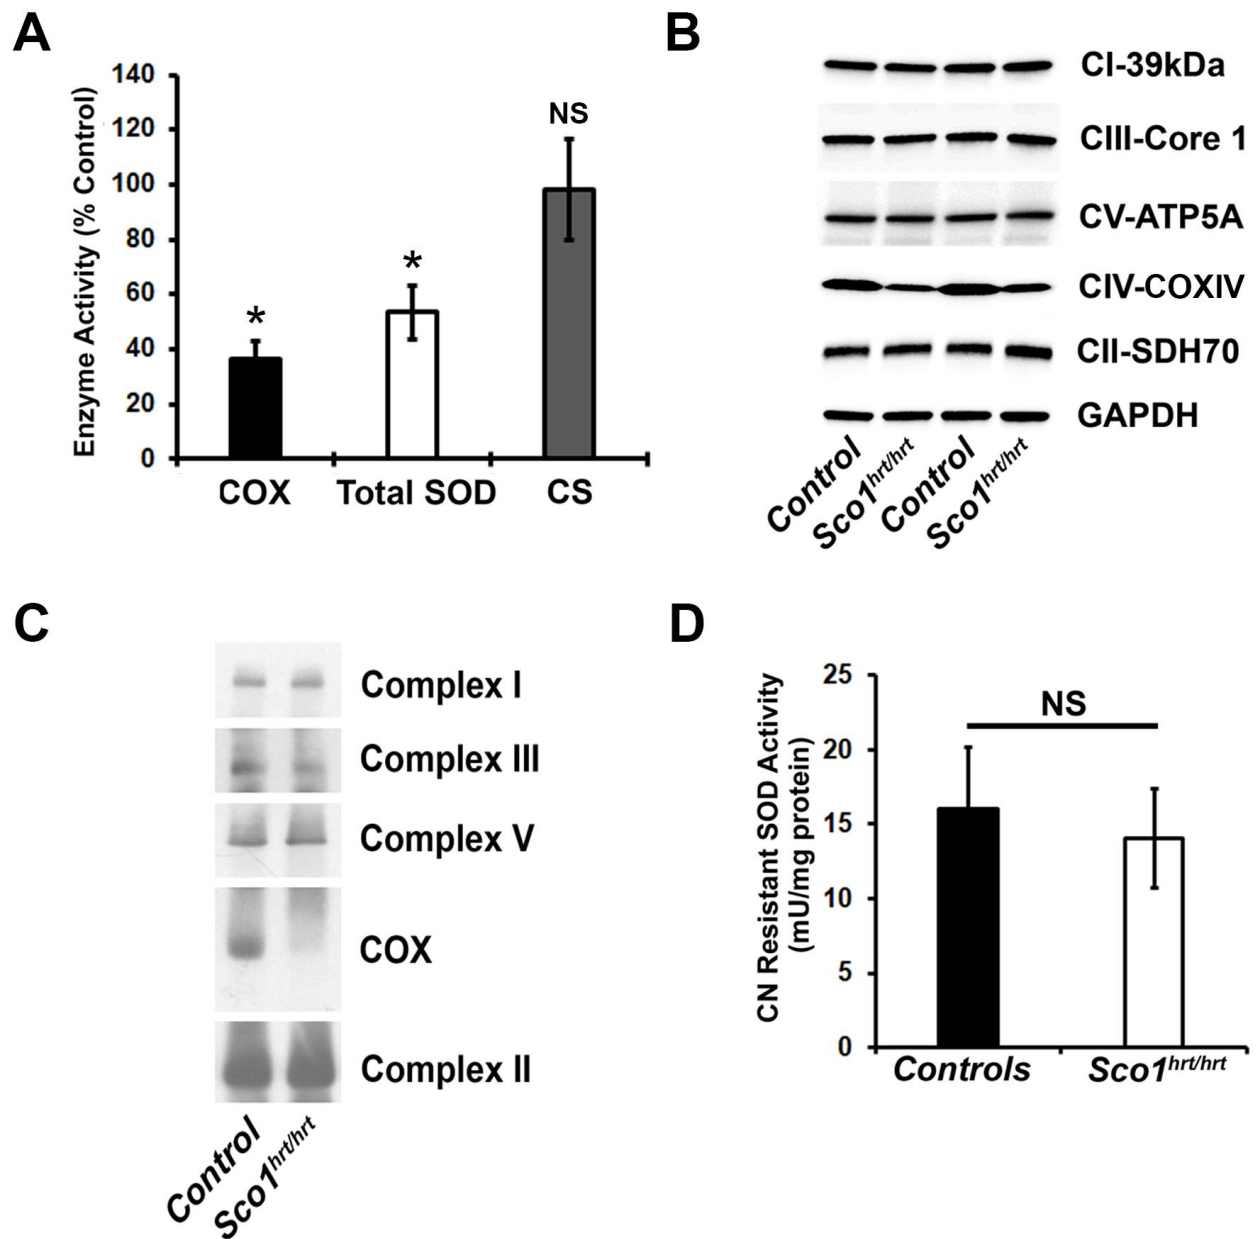 A
Enzyme Activity (% Control)
140
120
100
80
60
40
20
0
*
*
NS
COX
Total SOD
CS
B
CI-39kDa
CIII-Core 1
CV-ATP5A
CIV-COXIV
CII-SDH70
GAPDH
Control
Sco1hrt/hrt
Control
Sco1hrt/hrt
C
Complex I
Complex III
Complex V
COX
Complex II
Control
Sco1hrt/hrt
D
CN Resistant SOD Activity
(mU/mg protein)
25
20
15
10
5
0
NS
Controls
Sco1hrt/hrt